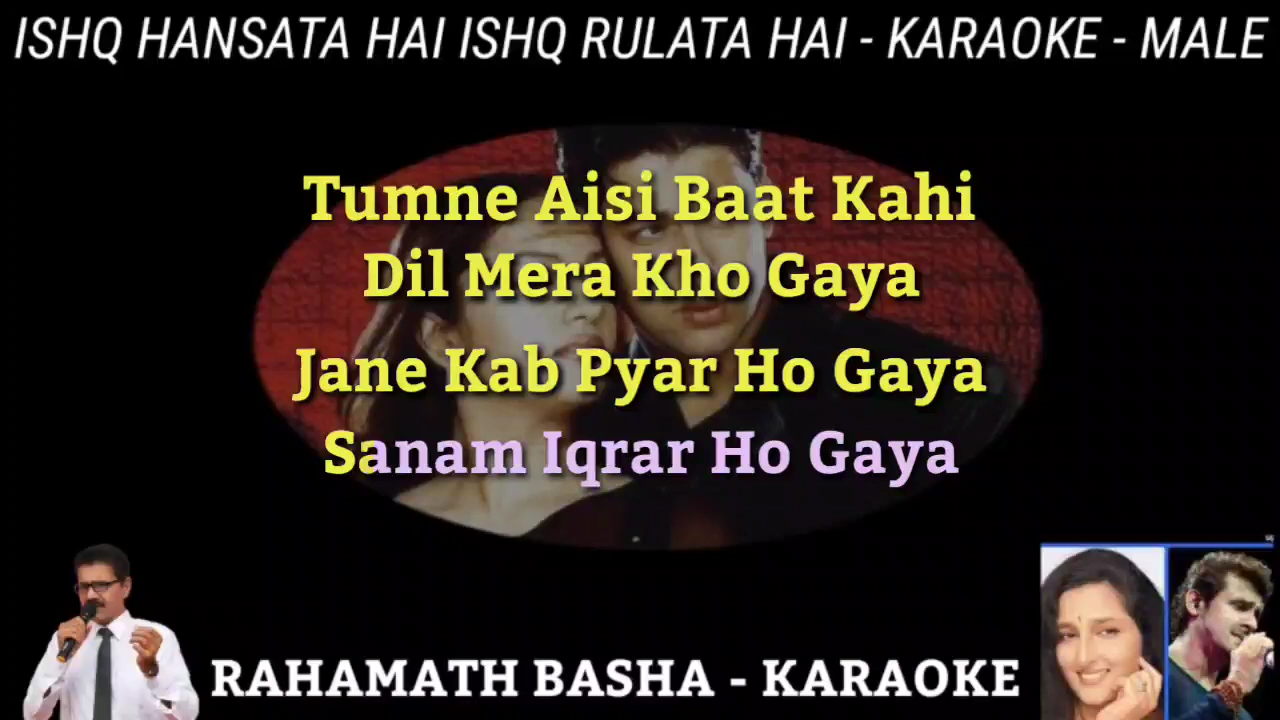 ISHQ HANSATA HAI ISHQ RULATA HAI - KARAOKE - MALE
Tumne Aisi Baat Kahi
Dil Mera Kho Gaya
Jane Kab Pyar Ho Gaya
Sanam Iqrar Ho Gaya
RAHAMATH BASHA - KARAOKE